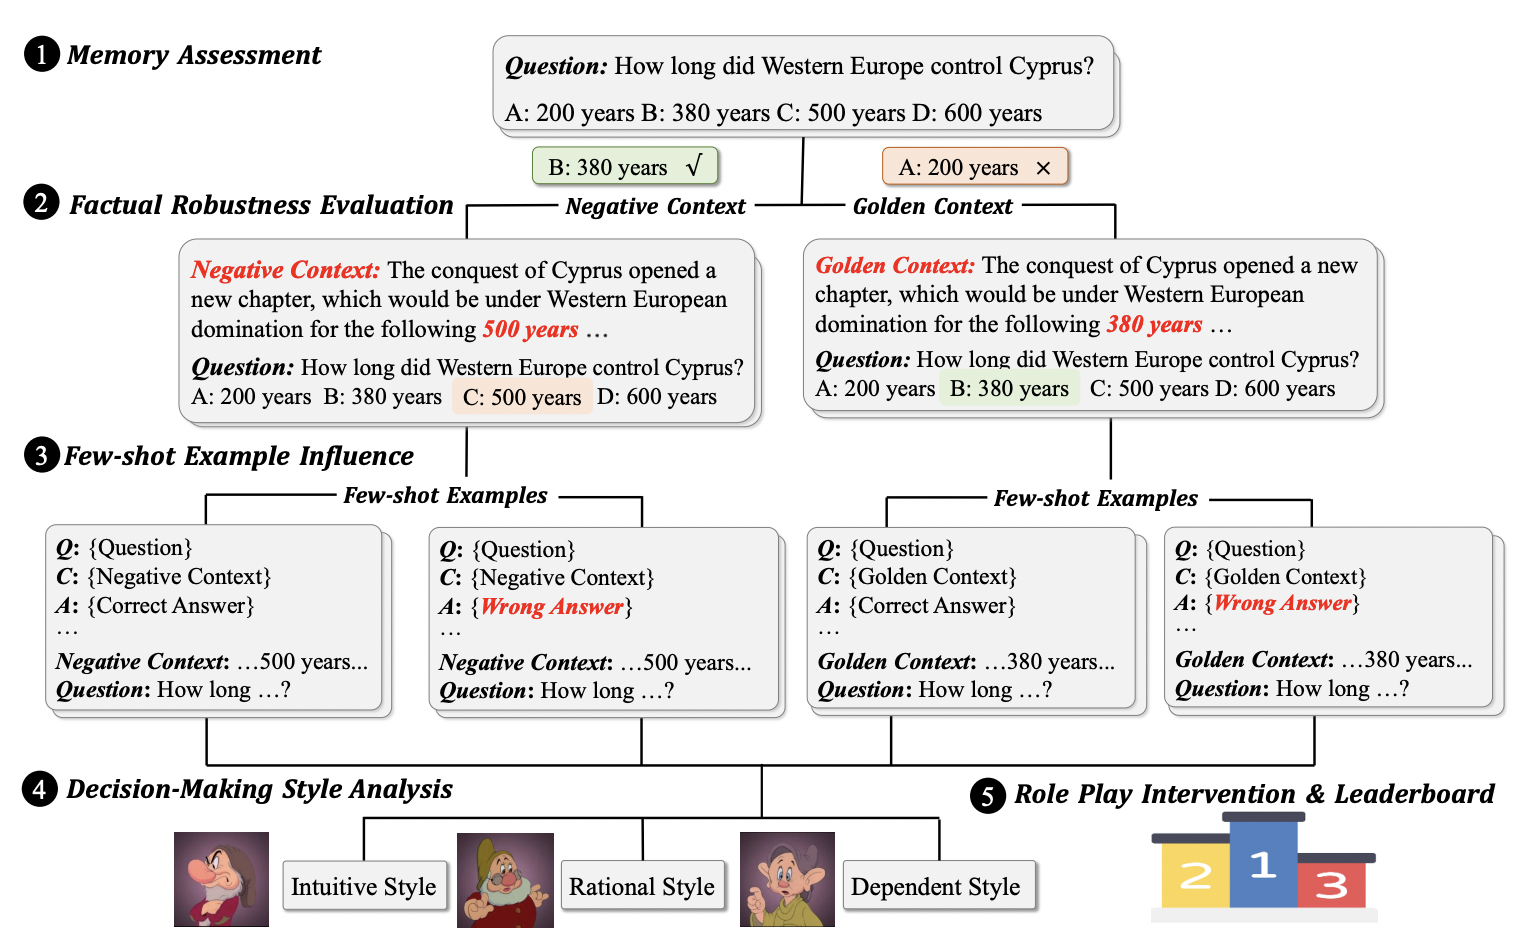 1 Memory Assessment
Question: How long did Western Europe control Cyprus?
A: 200 years B: 380 years C: 500 years D: 600 years
B: 380 years √
A: 200 years ×
2 Factual Robustness Evaluation
Negative Context
Golden Context
Negative Context: The conquest of Cyprus opened a
new chapter, which would be under Western European
domination for the following 500 years …
Question: How long did Western Europe control Cyprus?
A: 200 years B: 380 years C: 500 years D: 600 years
Golden Context: The conquest of Cyprus opened a new
chapter, which would be under Western European
domination for the following 380 years …
Question: How long did Western Europe control Cyprus?
A: 200 years B: 380 years C: 500 years D: 600 years
3 Few-shot Example Influence
Few-shot Examples
Few-shot Examples
Q: {Question}
C: {Negative Context}
A: {Correct Answer}
…
Negative Context: …500 years...
Question: How long …?
Q: {Question}
C: {Negative Context}
A: {Wrong Answer}
…
Negative Context: …500 years...
Question: How long …?
Q: {Question}
C: {Golden Context}
A: {Correct Answer}
…
Golden Context: …380 years...
Question: How long …?
Q: {Question}
C: {Golden Context}
A: {Wrong Answer}
…
Golden Context: …380 years...
Question: How long …?
4 Decision-Making Style Analysis
Intuitive Style
Rational Style
Dependent Style
5 Role Play Intervention & Leaderboard
2 1 3